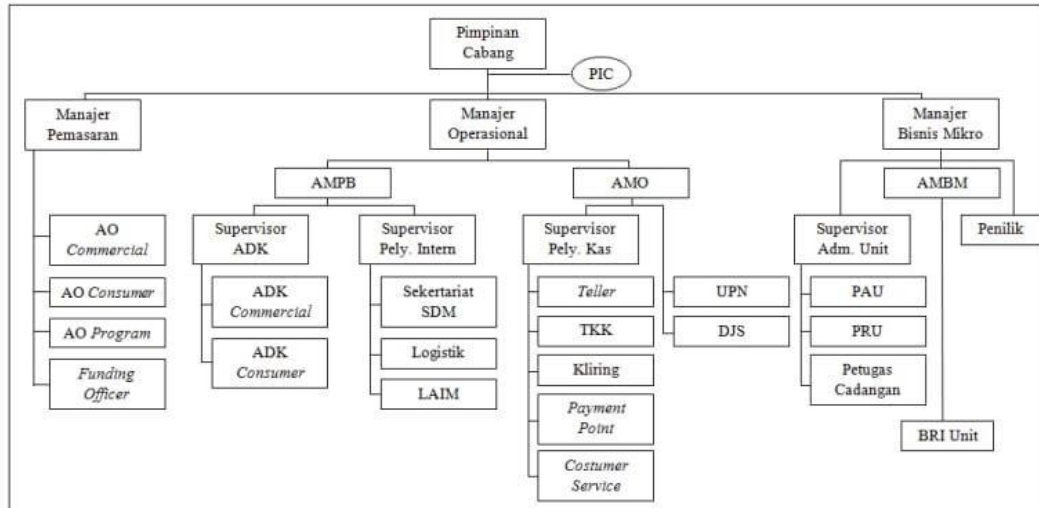 Pimpinan
Cabang
PIC
Manajer
Pemasaran
Manajer
Operasional
Manajer
Bisnis Mikro
AMPB
AMO
AMBM
AO
Commercial
AO Consumer
AO Program
Funding
Officer
Supervisor
ADK
ADK
Commercial
ADK
Consumer
Supervisor
Pely. Intern
Sekertariat
SDM
Logistik
LAIM
Supervisor
Pely. Kas
Teller
TKK
Kliring
Payment
Point
Costumer
Service
UPN
DJS
Supervisor
Adm. Unit
PAU
PRU
Petugas
Cadangan
Penilik
BRI Unit